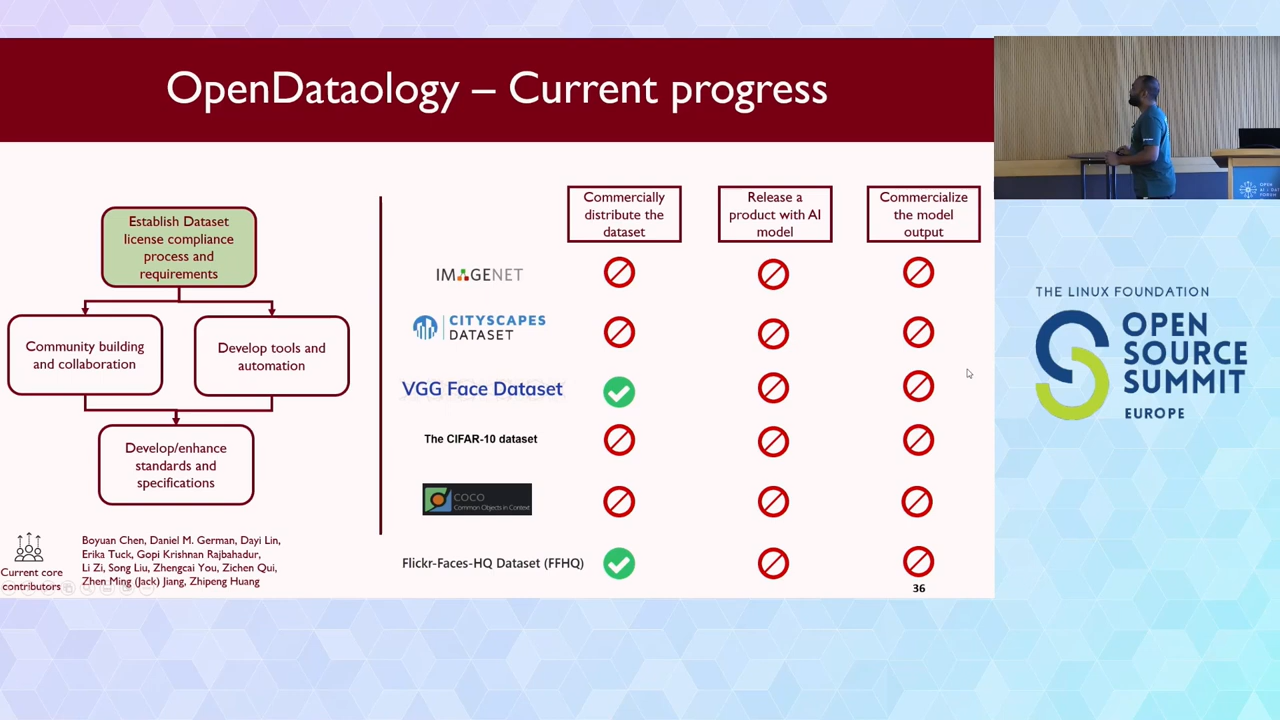 OpenDataology – Current progress
Establish Dataset
license compliance
process and
requirements
Community building
and collaboration
Develop tools and
automation
Develop/enhance
standards and
specifications
Current core
contributors
Boyuan Chen, Daniel M. German, Dayi Lin,
Erika Tuck, Gopi Krishnan Rajbahadur,
Li Zi, Song Liu, Zhengcai You, Zichen Qui,
Zhen Ming (Jack) Jiang, Zhipeng Huang
Commercially
distribute the
dataset
Release a
product with AI
model
Commercialize
the model
output
IMAGENET
CITYSCAPES
DATASET
VGG Face Dataset
The CIFAR-10 dataset
COCO
Common Objects in Context
Flickr-Faces-HQ Dataset (FFHQ)
36
THE LINUX FOUNDATION
OPEN
SOURCE
SUMMIT
EUROPE